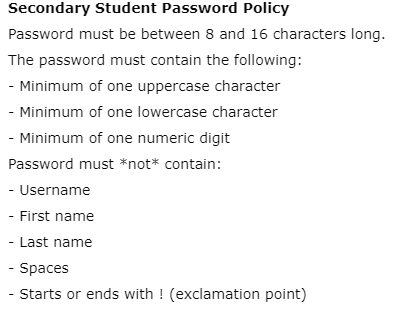 Secondary Student Password Policy
Password must be between 8 and 16 characters long.
The password must contain the following:
- Minimum of one uppercase character
- Minimum of one lowercase character
- Minimum of one numeric digit
Password must *not* contain:
- Username
- First name
- Last name
- Spaces
- Starts or ends with ! (exclamation point)